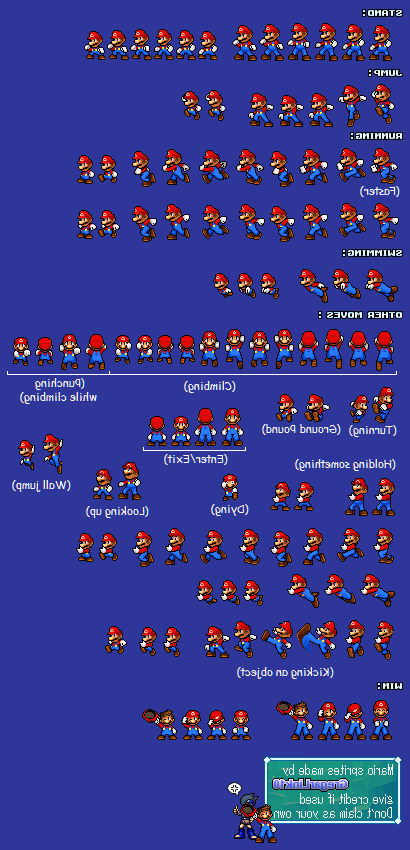 STAND:
JUMP:
RUNNING:
(Faster)
SWIMMING:
OTHER MOVES:
(Climbing)
(Punching
while climbing)
(Turning)
(Ground Pound)
(Enter/Exit)
(Wall jump)
(Holding something)
(Dying)
(Looking up)
(Kicking an object)
WIN:
Mario sprites made by
GregarLink10
give credit if used
Don't claim as your own